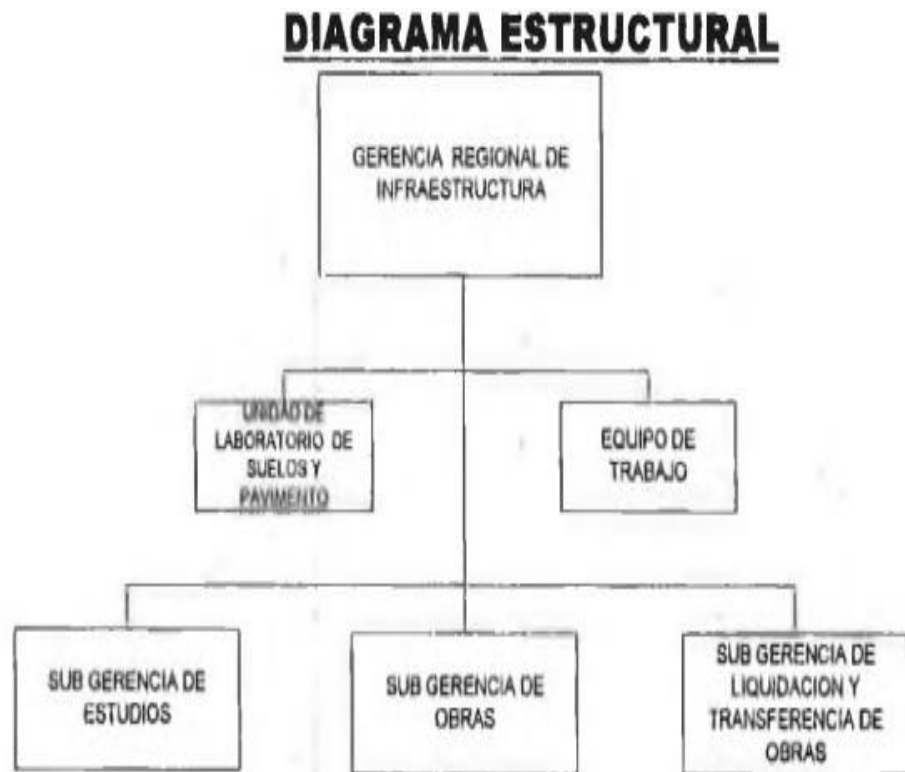 DIAGRAMA ESTRUCTURAL
GERENCIA REGIONAL DE
INFRAESTRUCTURA
UNIDAD DE
LABORATORIO DE
SUELOS Y
PAVIMENTO
EQUIPO DE
TRABAJO
SUB GERENCIA DE
ESTUDIOS
SUB GERENCIA DE
OBRAS
SUB GERENCIA DE
LIQUIDACION Y
TRANSFERENCIA DE
OBRAS